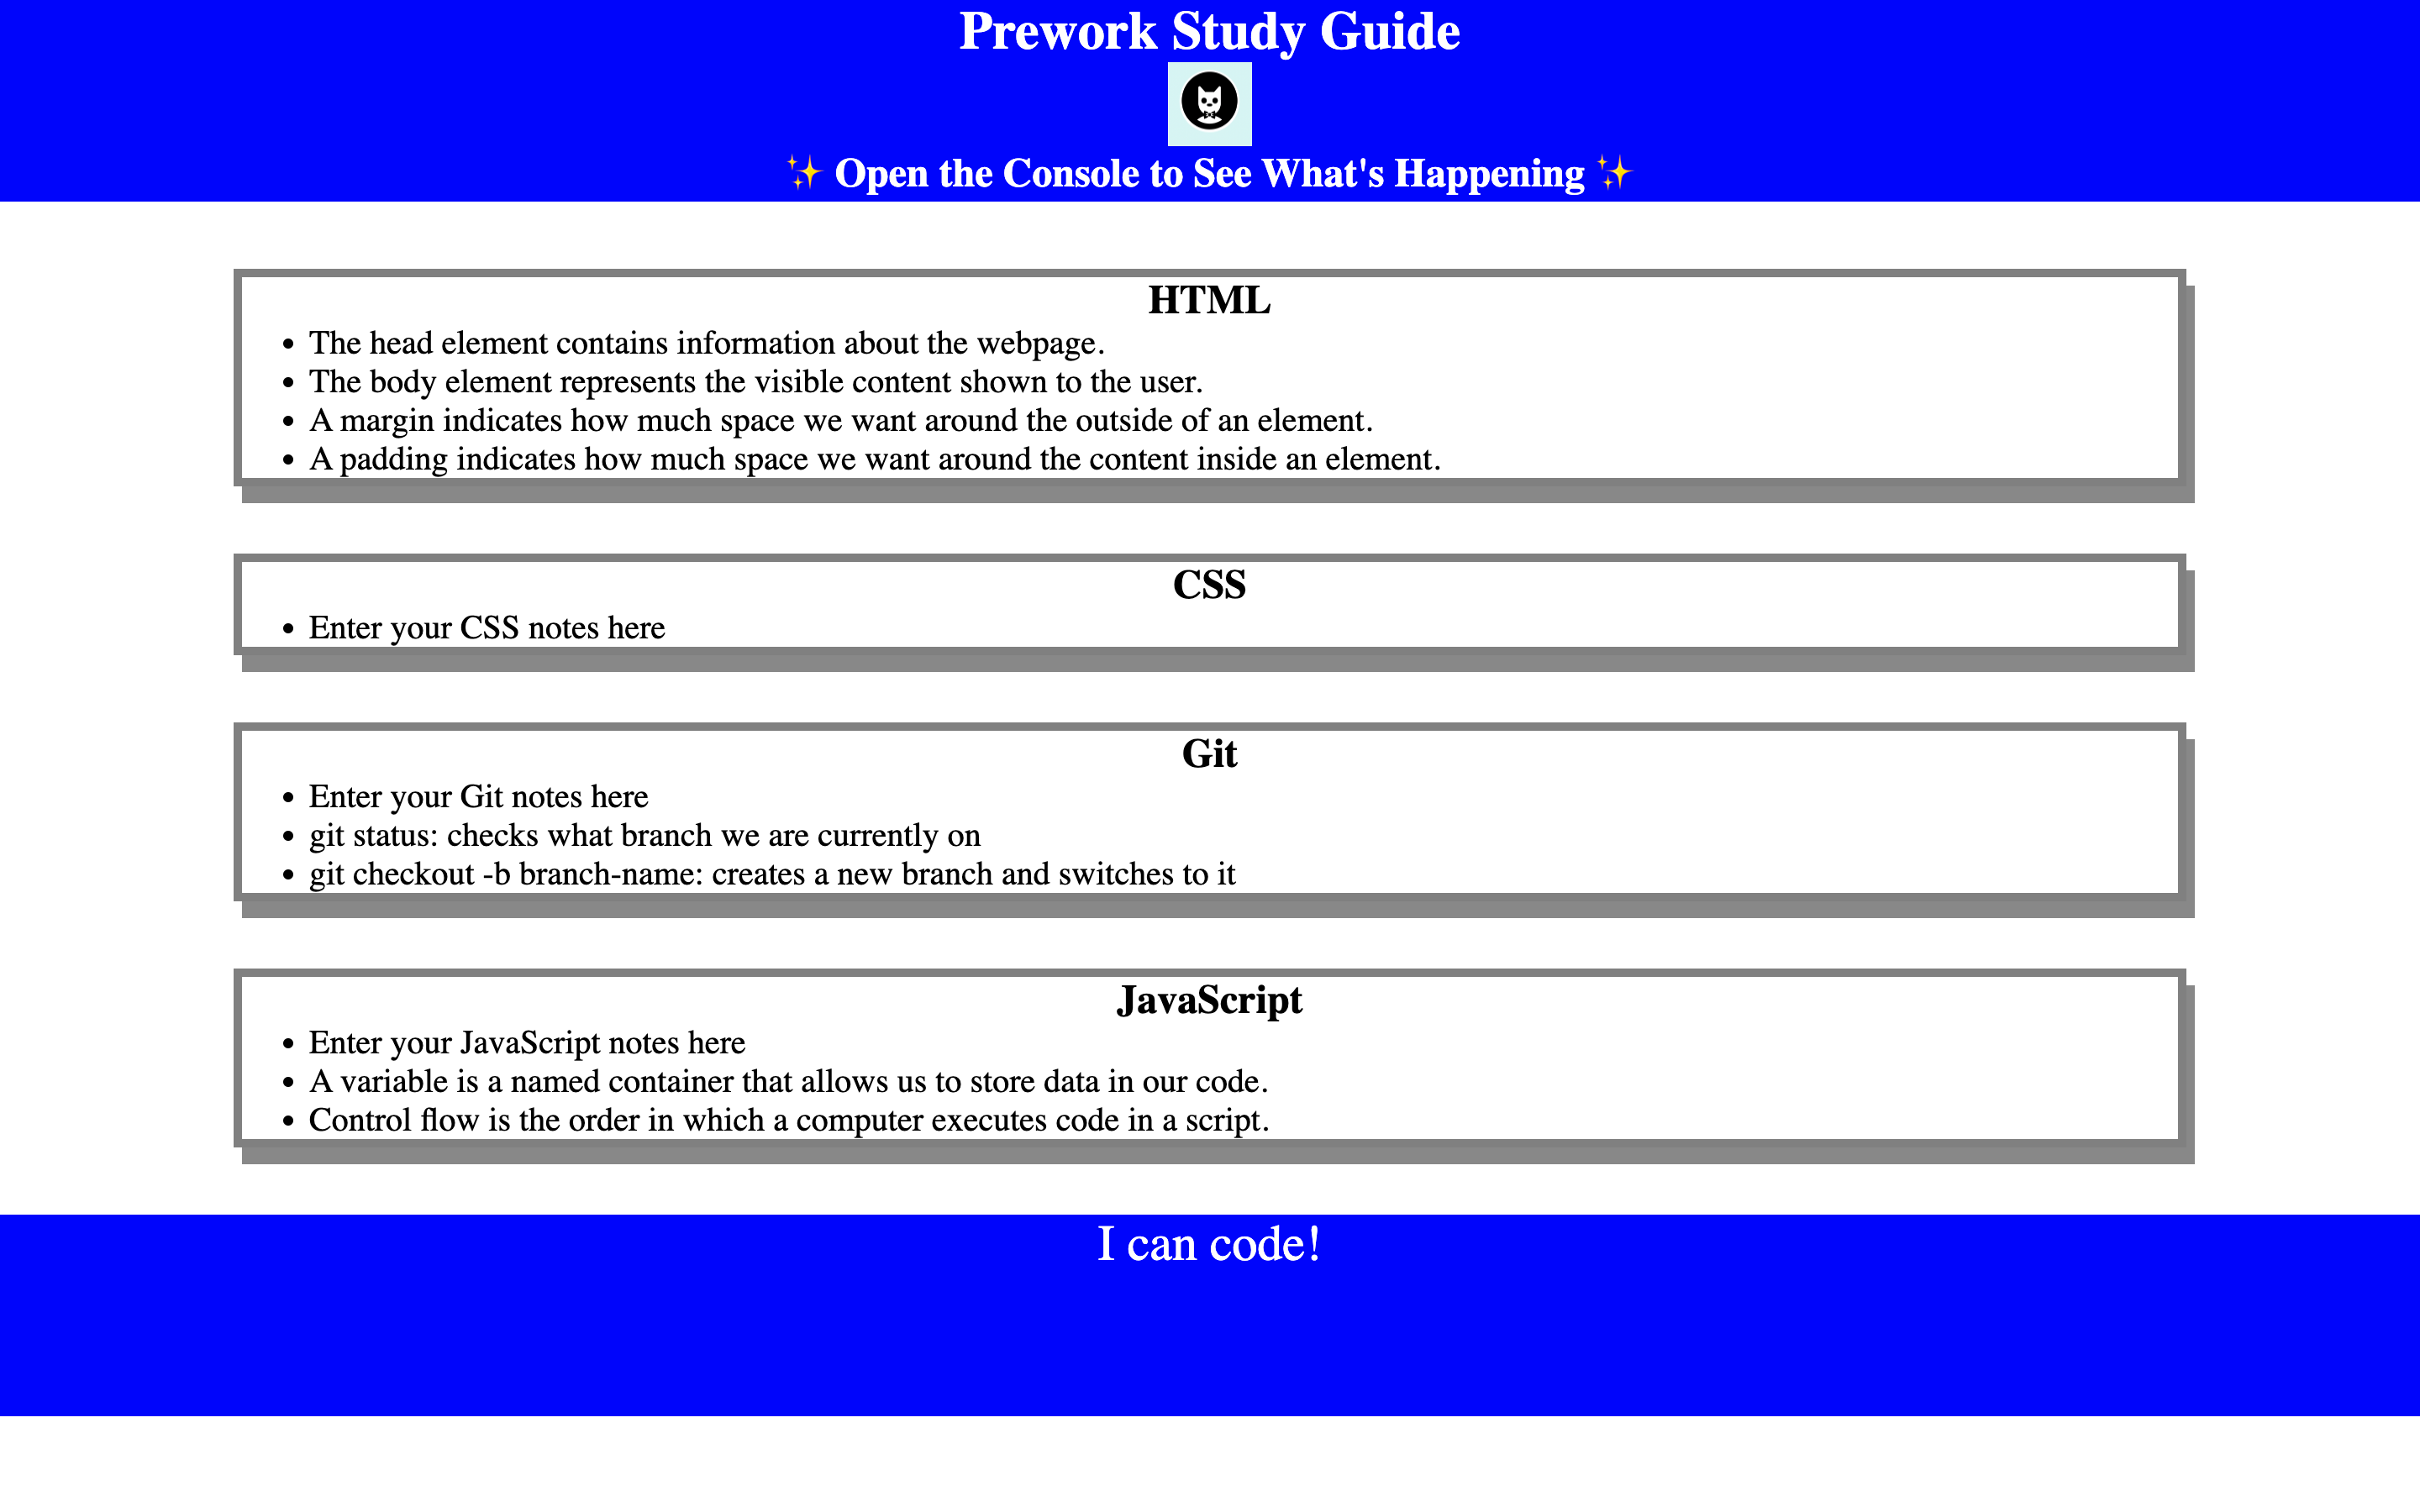 Prework Study Guide
✨ Open the Console to See What's Happening ✨
HTML
• The head element contains information about the webpage.
• The body element represents the visible content shown to the user.
• A margin indicates how much space we want around the outside of an element.
• A padding indicates how much space we want around the content inside an element.
CSS
• Enter your CSS notes here
Git
• Enter your Git notes here
• git status: checks what branch we are currently on
• git checkout -b branch-name: creates a new branch and switches to it
JavaScript
• Enter your JavaScript notes here
• A variable is a named container that allows us to store data in our code.
• Control flow is the order in which a computer executes code in a script.
I can code!